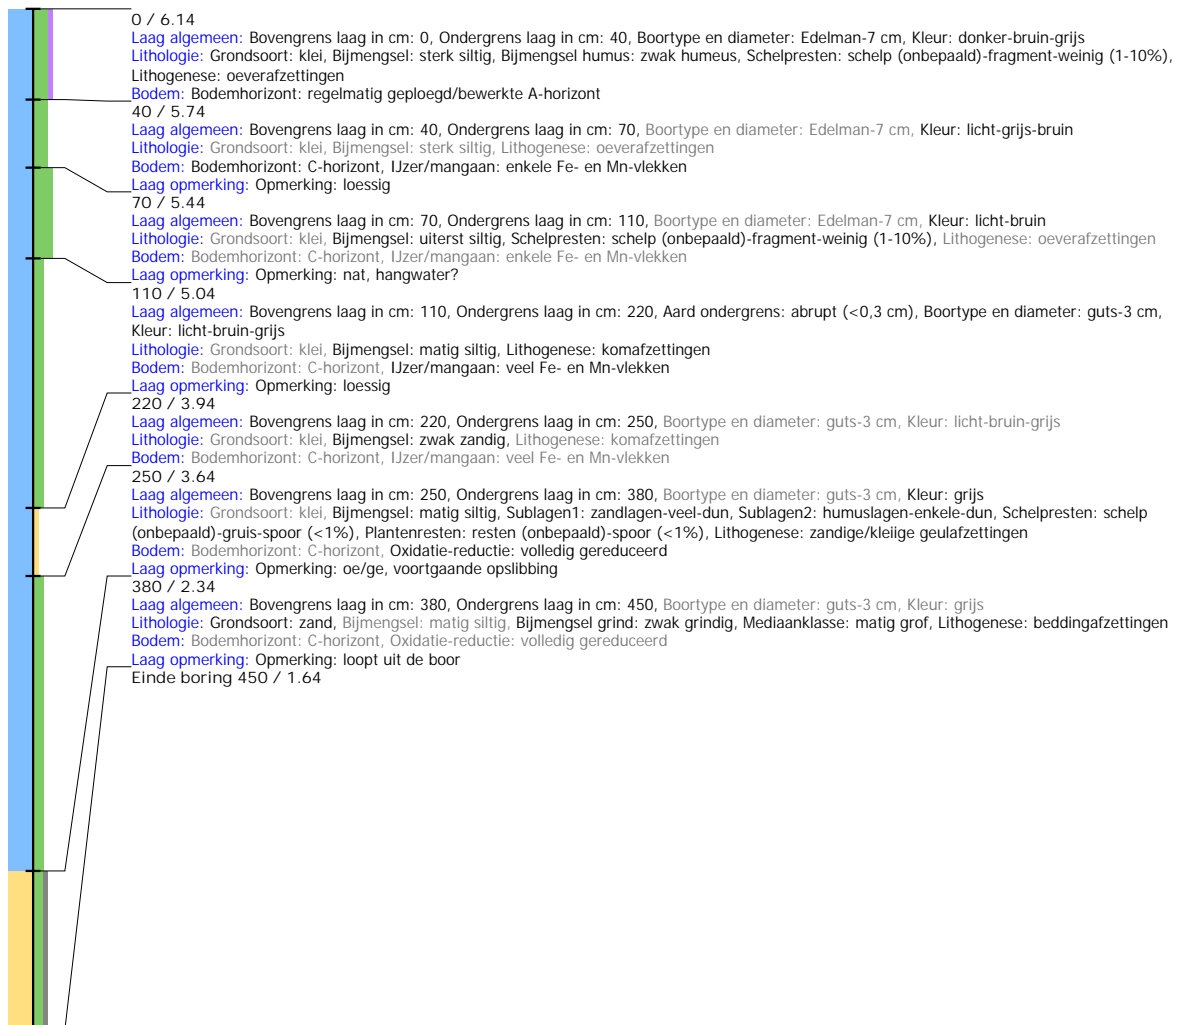 0 / 6.14
Laag algemeen: Bovengrens laag in cm: 0, Ondergrens laag in cm: 40, Boortype en diameter: Edelman-7 cm, Kleur: donker-bruin-grijs
Lithologie: Grondsoort: klei, Bijmengsel: sterk siltig, Bijmengsel humus: zwak humeus, Schelpresten: schelp (onbepaald)-fragment-weinig (1-10%),
Lithogenese: oeverafzettingen
Bodem: Bodemhorizont: regelmatig geploegd/bewerkte A-horizont
40 / 5.74
Laag algemeen: Bovengrens laag in cm: 40, Ondergrens laag in cm: 70, Boortype en diameter: Edelman-7 cm, Kleur: licht-grijs-bruin
Lithologie: Grondsoort: klei, Bijmengsel: sterk siltig, Lithogenese: oeverafzettingen
Bodem: Bodemhorizont: C-horizont, IJzer/mangaan: enkele Fe- en Mn-vlekken
Laag opmerking: Opmerking: loessig
70 / 5.44
Laag algemeen: Bovengrens laag in cm: 70, Ondergrens laag in cm: 110, Boortype en diameter: Edelman-7 cm, Kleur: licht-bruin
Lithologie: Grondsoort: klei, Bijmengsel: uiterst siltig, Schelpresten: schelp (onbepaald)-fragment-weinig (1-10%), Lithogenese: oeverafzettingen
Bodem: Bodemhorizont: C-horizont, IJzer/mangaan: enkele Fe- en Mn-vlekken
Laag opmerking: Opmerking: nat, hangwater?
110 / 5.04
Laag algemeen: Bovengrens laag in cm: 110, Ondergrens laag in cm: 220, Aard ondergrens: abrupt (<0,3 cm), Boortype en diameter: guts-3 cm,
Kleur: licht-bruin-grijs
Lithologie: Grondsoort: klei, Bijmengsel: matig siltig, Lithogenese: komafzettingen
Bodem: Bodemhorizont: C-horizont, IJzer/mangaan: veel Fe- en Mn-vlekken
Laag opmerking: Opmerking: loessig
220 / 3.94
Laag algemeen: Bovengrens laag in cm: 220, Ondergrens laag in cm: 250, Boortype en diameter: guts-3 cm, Kleur: licht-bruin-grijs
Lithologie: Grondsoort: klei, Bijmengsel: zwak zandig, Lithogenese: komafzettingen
Bodem: Bodemhorizont: C-horizont, IJzer/mangaan: veel Fe- en Mn-vlekken
250 / 3.64
Laag algemeen: Bovengrens laag in cm: 250, Ondergrens laag in cm: 380, Boortype en diameter: guts-3 cm, Kleur: grijs
Lithologie: Grondsoort: klei, Bijmengsel: matig siltig, Sublagen1: zandlagen-veel-dun, Sublagen2: humuslagen-enkele-dun, Schelpresten: schelp
(onbepaald)-gruis-spoor (<1%), Plantenresten: resten (onbepaald)-spoor (<1%), Lithogenese: zandige/kleiige geulafzettingen
Bodem: Bodemhorizont: C-horizont, Oxidatie-reductie: volledig gereduceerd
Laag opmerking: Opmerking: oe/ge, voortgaande opslibbing
380 / 2.34
Laag algemeen: Bovengrens laag in cm: 380, Ondergrens laag in cm: 450, Boortype en diameter: guts-3 cm, Kleur: grijs
Lithologie: Grondsoort: zand, Bijmengsel: matig siltig, Bijmengsel grind: zwak grindig, Mediaanklasse: matig grof, Lithogenese: beddingafzettingen
Bodem: Bodemhorizont: C-horizont, Oxidatie-reductie: volledig gereduceerd
Laag opmerking: Opmerking: loopt uit de boor
Einde boring 450 / 1.64